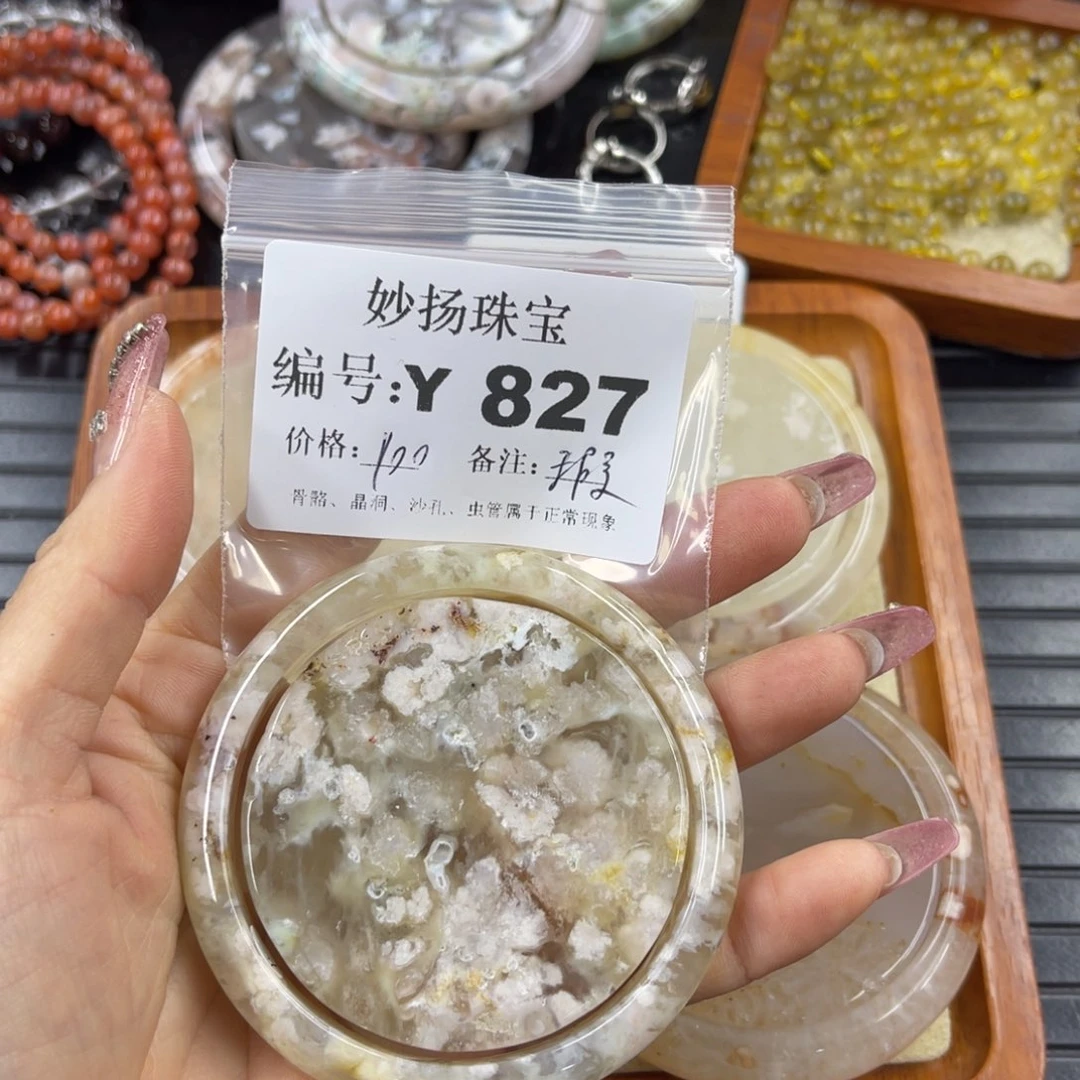 妙扬珠宝
编号:Y 827
价格: 备注:
骨骼、晶洞、沙孔、虫管属于正常现象